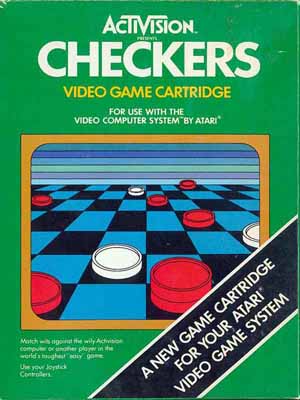 ACTIVISION™
PRESENTS
CHECKERS
VIDEO GAME CARTRIDGE
FOR USE WITH THE
VIDEO COMPUTER SYSTEM™ BY ATARI®
A NEW GAME CARTRIDGE
FOR YOUR ATARI®
VIDEO GAME SYSTEM
Match wits against the wily Activision
computer or another player in the
world's toughest "easy" game.
Use your Joystick
Controllers.